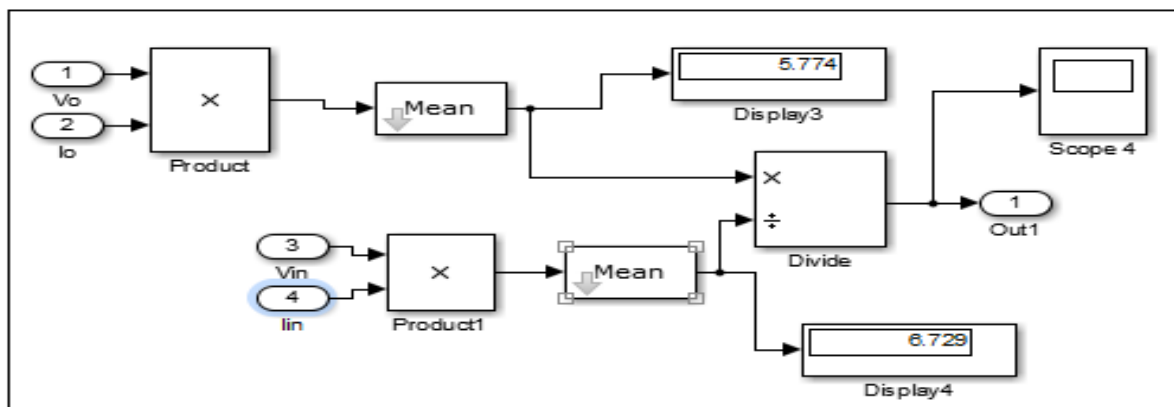 1
Vo
2
Io
×
Product
Mean
5.774
Display3
Scope 4
×
÷
Divide
1
Out1
3
Vin
4
Iin
×
Product1
Mean
6.729
Display4